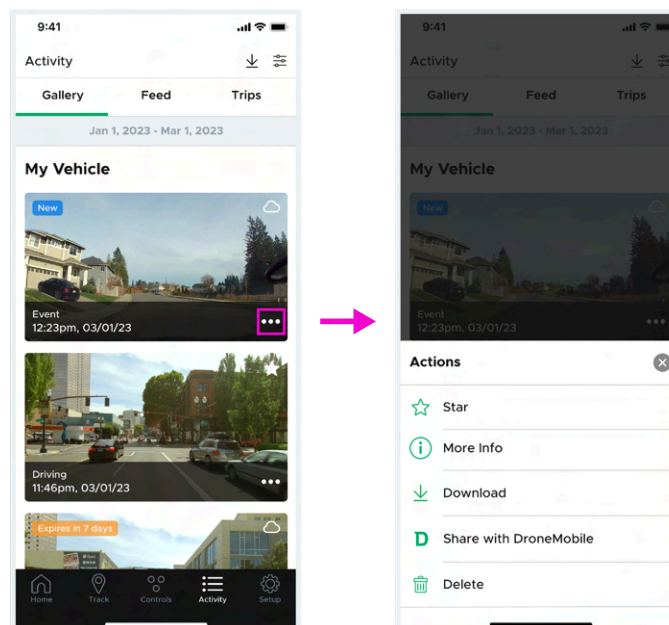 9:41
Activity
Gallery Feed Trips
Jan 1, 2023 - Mar 1, 2023
My Vehicle
New
Event
12:23pm, 03/01/23
Driving
11:46pm, 03/01/23
Expires in 7 days
Home Track Controls Activity Setup
9:41
Activity
Gallery Feed Trips
Jan 1, 2023 - Mar 1, 2023
My Vehicle
New
Event
12:23pm, 03/01/23
Actions
Star
More Info
Download
D Share with DroneMobile
Delete